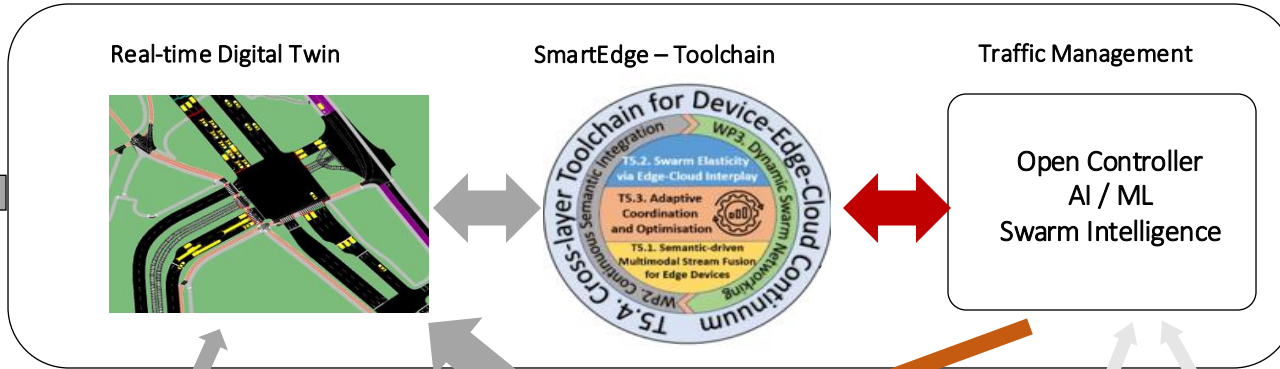 Real-time Digital Twin
SmartEdge – Toolchain
Traffic Management
T5.4. Cross-layer Toolchain for Device-Edge-Cloud Continuum
WP2. Continuous Semantic Integration
WP3. Dynamic Swarm Networking
T5.2. Swarm Elasticity
via Edge-Cloud Interplay
T5.3. Adaptive
Coordination
and Optimisation
T5.1. Semantic-driven
Multimodal Stream Fusion
for Edge Devices
Open Controller
AI / ML
Swarm Intelligence